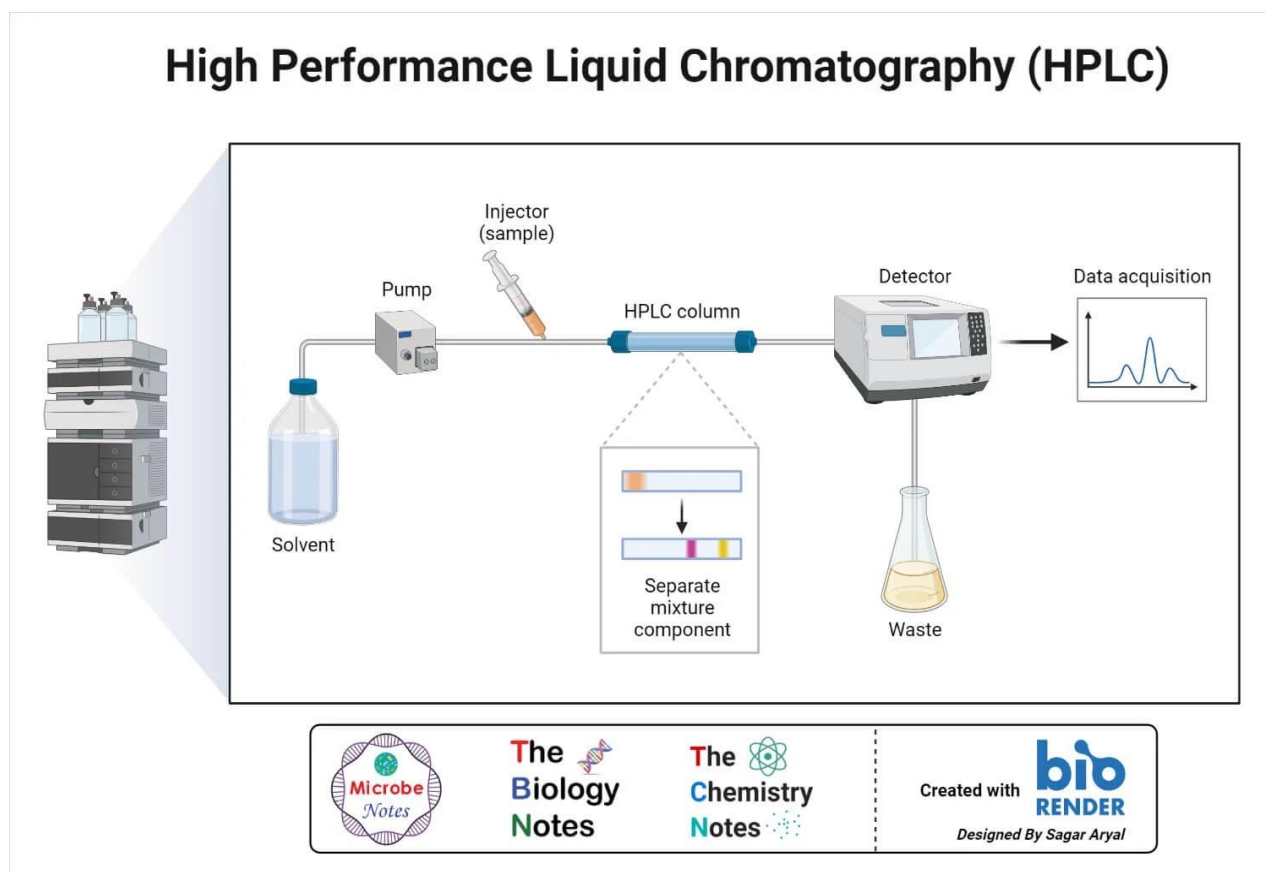 High Performance Liquid Chromatography (HPLC)
Injector
(sample)
Pump
HPLC column
Detector
Data acquisition
Solvent
Separate
mixture
component
Waste
Microbe
Notes
The
Biology
Notes
The
Chemistry
Notes
Created with
bio
RENDER
Designed By Sagar Aryal